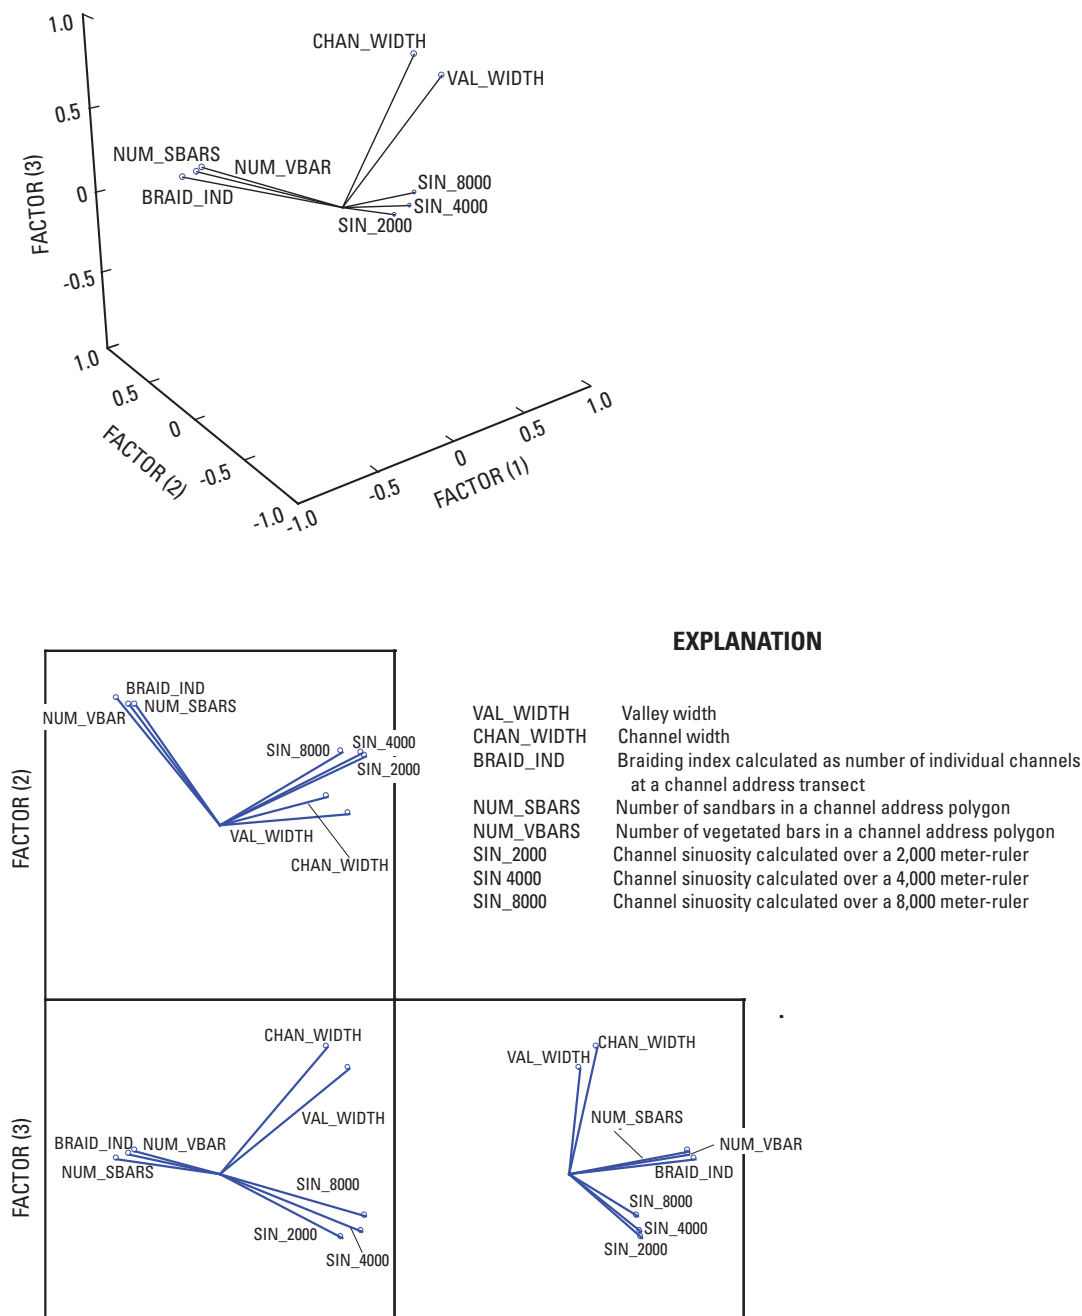 1.0
CHAN_WIDTH
VAL_WIDTH
0.5
NUM_SBARS
NUM_VBAR
BRAID_IND
SIN_8000
SIN_4000
SIN_2000
FACTOR (3)
0
-0.5
1.0
0.5
0
-0.5
-1.0
FACTOR (2)
-1.0
-0.5
0
0.5
1.0
FACTOR (1)
EXPLANATION
VAL_WIDTH Valley width
CHAN_WIDTH Channel width
BRAID_IND Braiding index calculated as number of individual channels
at a channel address transect
NUM_SBARS Number of sandbars in a channel address polygon
NUM_VBARS Number of vegetated bars in a channel address polygon
SIN_2000 Channel sinuosity calculated over a 2,000 meter-ruler
SIN 4000 Channel sinuosity calculated over a 4,000 meter-ruler
SIN_8000 Channel sinuosity calculated over a 8,000 meter-ruler
FACTOR (2)
BRAID_IND
NUM_SBARS
NUM_VBAR
SIN_8000
SIN_4000
SIN_2000
VAL_WIDTH
CHAN_WIDTH
FACTOR (3)
CHAN_WIDTH
VAL_WIDTH
BRAID_IND
NUM_VBAR
NUM_SBARS
SIN_8000
SIN_2000
SIN_4000
CHAN_WIDTH
VAL_WIDTH
NUM_SBARS
NUM_VBAR
BRAID_IND
SIN_8000
SIN_4000
SIN_2000